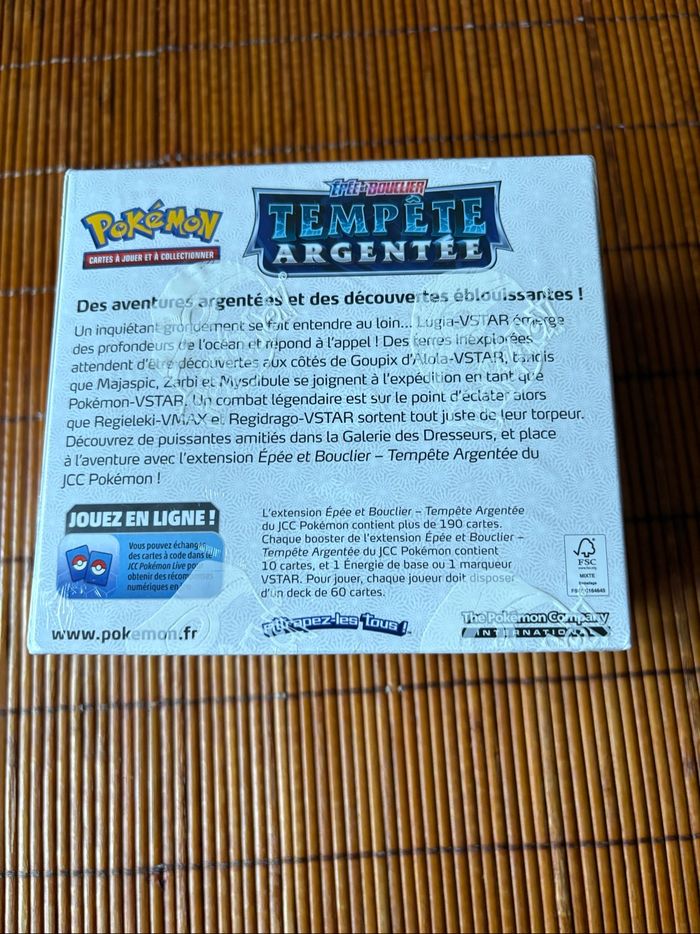 ÉPÉE ET BOUCLIER
POKÉMON
TEMPÊTE
CARTES À JOUER ET À COLLECTIONNER
ARGENTÉE
Des aventures argentées et des découvertes éblouissantes !
Un inquiétant grondement se fait entendre au loin... Lugia-VSTAR émerge
des profondeurs de l'océan et répond à l'appel ! Des terres inexplorées
attendent d'être découvertes aux côtés de Goupix d'Alola-VSTAR, tandis
que Majaspic, Zarbi et Mysdibule se joignent à l'expédition en tant que
Pokémon-VSTAR. Un combat légendaire est sur le point d'éclater alors
que Regieleki-VMAX et Regidrago-VSTAR sortent tout juste de leur torpeur.
Découvrez de puissantes amitiés dans la Galerie des Dresseurs, et place
à l'aventure avec l'extension Épée et Bouclier – Tempête Argentée du
JCC Pokémon !
JOUEZ EN LIGNE !
Vous pouvez échanger
des cartes à code dans le
JCC Pokémon Live pour
obtenir des récompenses
numériques en
L'extension Épée et Bouclier – Tempête Argentée
du JCC Pokémon contient plus de 190 cartes.
Chaque booster de l'extension Épée et Bouclier –
Tempête Argentée du JCC Pokémon contient
10 cartes, et 1 Énergie de base ou 1 marqueur
VSTAR. Pour jouer, chaque joueur doit disposer
d'un deck de 60 cartes.
FSC
MIXTE
Emballage
www.pokemon.fr
Attrapez-les Tous !
The Pokémon Company
INTERNATIONAL